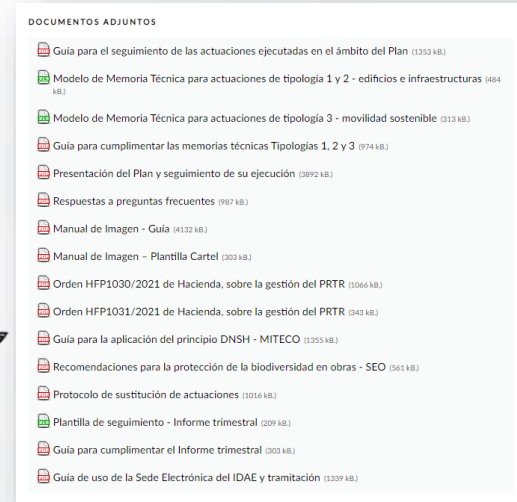 DOCUMENTOS ADJUNTOS
Guía para el seguimiento de las actuaciones ejecutadas en el ámbito del Plan (1353 kB.)
Modelo de Memoria Técnica para actuaciones de tipología 1 y 2 - edificios e infraestructuras (484
kB.)
Modelo de Memoria Técnica para actuaciones de tipología 3 - movilidad sostenible (313 kB.)
Guía para cumplimentar las memorias técnicas Tipologías 1, 2 y 3 (974 kB.)
Presentación del Plan y seguimiento de su ejecución (3892 kB.)
Respuestas a preguntas frecuentes (987 kB.)
Manual de Imagen - Guía (4132 kB.)
Manual de Imagen – Plantilla Cartel (303 kB.)
Orden HFP1030/2021 de Hacienda, sobre la gestión del PRTR (1066 kB.)
Orden HFP1031/2021 de Hacienda, sobre la gestión del PRTR (343 kB.)
Guía para la aplicación del principio DNSH - MITECO (1355 kB.)
Recomendaciones para la protección de la biodiversidad en obras - SEO (561 kB.)
Protocolo de sustitución de actuaciones (1016 kB.)
Plantilla de seguimiento - Informe trimestral (209 kB.)
Guía para cumplimentar el Informe trimestral (303 kB.)
Guía de uso de la Sede Electrónica del IDAE y tramitación (1339 kB.)